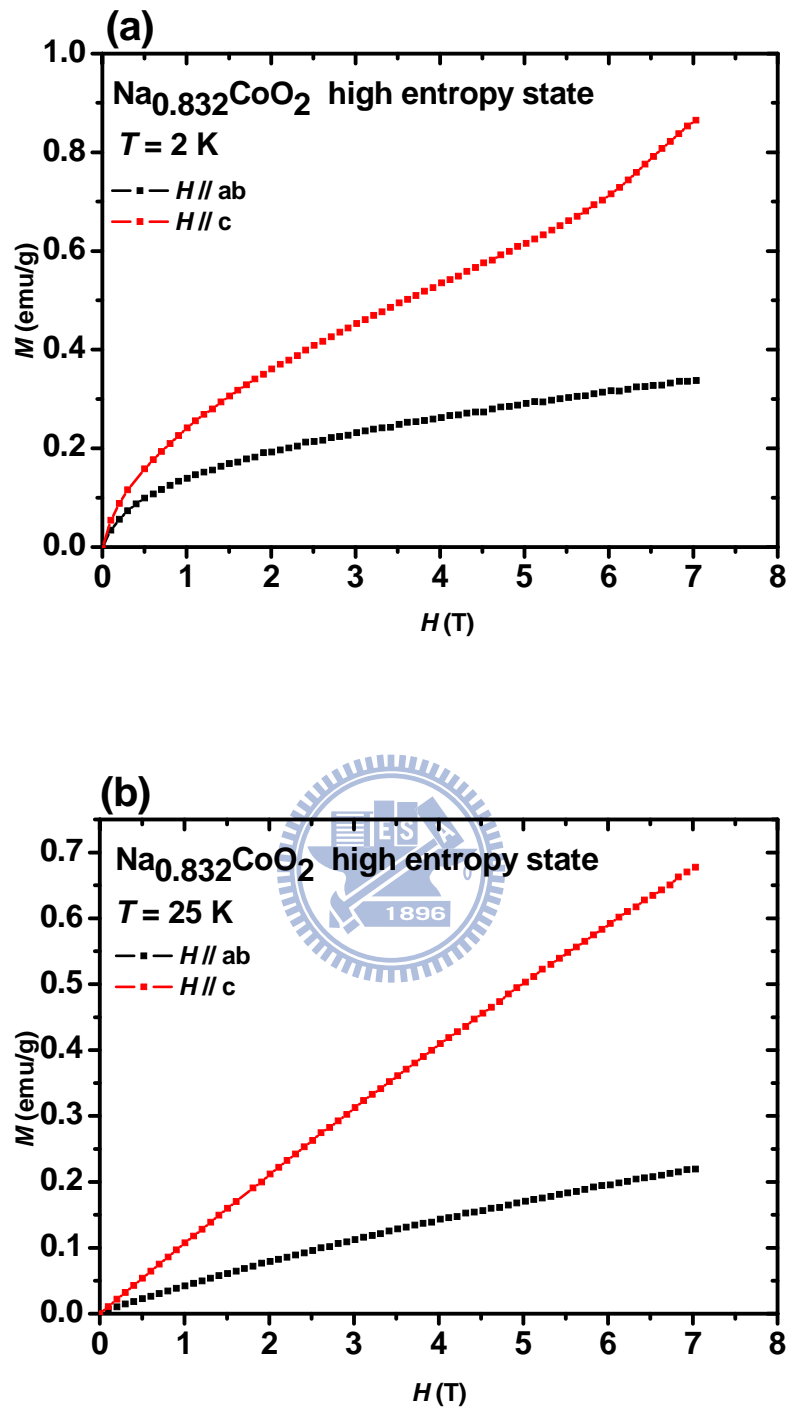 (a)
1.0
0.8
0.6
0.4
0.2
0.0
M (emu/g)
Na0.832CoO2 high entropy state
T = 2 K
H // ab
H // c
0 1 2 3 4 5 6 7 8
H (T)
(b)
0.7
0.6
0.5
0.4
0.3
0.2
0.1
0.0
M (emu/g)
Na0.832CoO2 high entropy state
T = 25 K
H // ab
H // c
E S
1896
0 1 2 3 4 5 6 7 8
H (T)